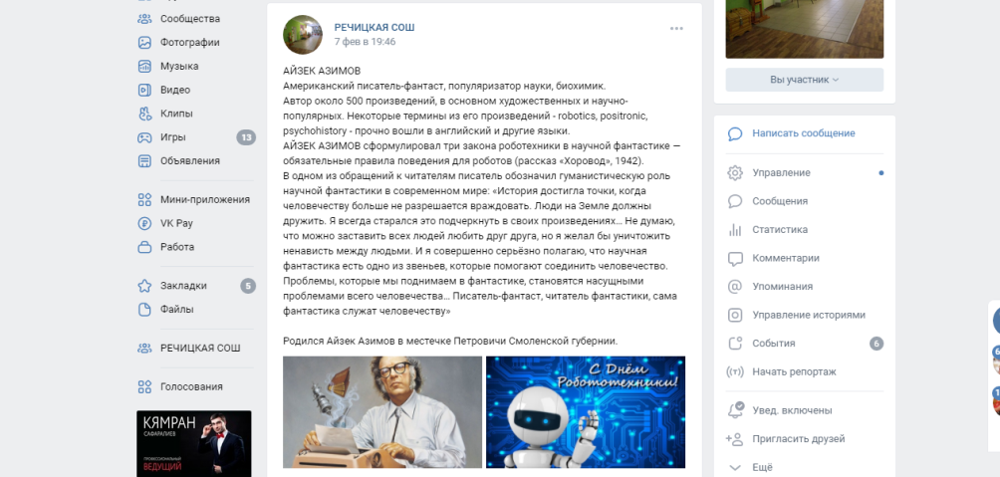 Сообщества
Фотографии
Музыка
Видео
Клипы
Игры
13
Объявления
Мини-приложения
VK Pay
Работа
Закладки
5
Файлы
РЕЧИЦКАЯ СОШ
Голосования
КЯМРАН
САФАРАЛИЕВ
ПРОФЕССИОНАЛЬНЫЙ
ВЕДУЩИЙ
РЕЧИЦКАЯ СОШ
7 фев в 19:46
АЙЗЕК АЗИМОВ
Американский писатель-фантаст, популяризатор науки, биохимик.
Автор около 500 произведений, в основном художественных и научно-
популярных. Некоторые термины из его произведений - robotics, positronic,
psychohistory - прочно вошли в английский и другие языки.
АЙЗЕК АЗИМОВ сформулировал три закона роботехники в научной фантастике —
обязательные правила поведения для роботов (рассказ «Хоровод», 1942).
В одном из обращений к читателям писатель обозначил гуманистическую роль
научной фантастики в современном мире: «История достигла точки, когда
человечеству больше не разрешается враждовать. Люди на Земле должны
дружить. Я всегда старался это подчеркнуть в своих произведениях… Не думаю,
что можно заставить всех людей любить друг друга, но я желал бы уничтожить
ненависть между людьми. И я совершенно серьёзно полагаю, что научная
фантастика есть одно из звеньев, которые помогают соединить человечество.
Проблемы, которые мы поднимаем в фантастике, становятся насущными
проблемами всего человечества… Писатель-фантаст, читатель фантастики, сама
фантастика служат человечеству»
Родился Айзек Азимов в местечке Петровичи Смоленской губернии.
С Днём
Робототехники!
Вы участник
Написать сообщение
Управление
Сообщения
Статистика
Комментарии
Упоминания
Управление историями
События
6
Начать репортаж
Увед. включены
Пригласить друзей
Ещё